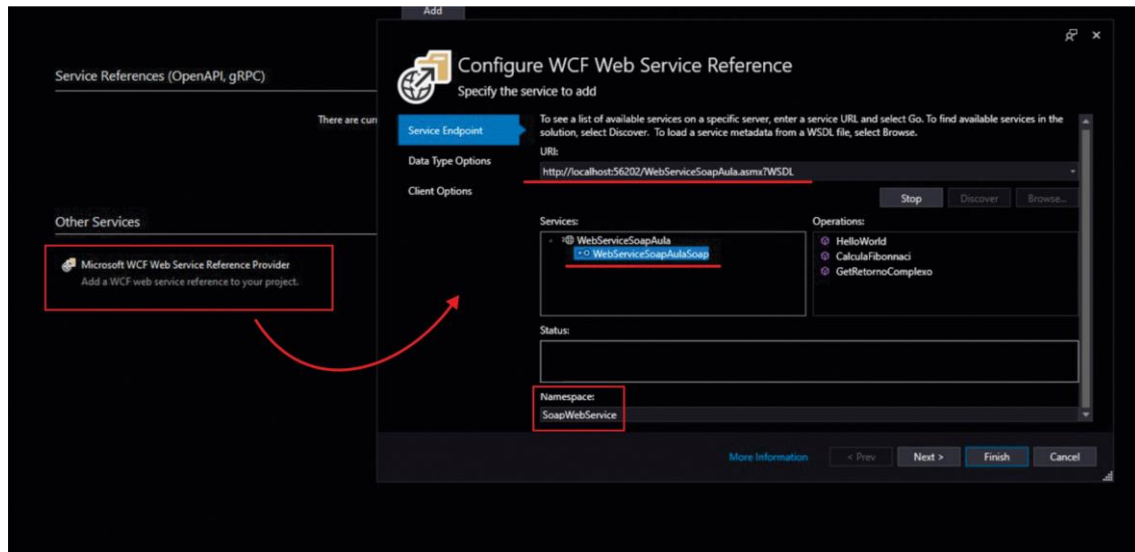 Add
Service References (OpenAPI, gRPC)
There are cur
Other Services
Microsoft WCF Web Service Reference Provider
Add a WCF web service reference to your project.
Configure WCF Web Service Reference
Specify the service to add
Service Endpoint
Data Type Options
Client Options
To see a list of available services on a specific server, enter a service URL and select Go. To find available services in the
solution, select Discover. To load a service metadata from a WSDL file, select Browse.
URI:
http://localhost:56202/WebServiceSoapAula.asmx?WSDL
Stop
Discover
Browse...
Services:
WebServiceSoapAula
WebServiceSoapAulaSoap
Operations:
HelloWorld
CalculaFibonnaci
GetRetornoComplexo
Status:
Namespace:
SoapWebService
More Information
< Prev
Next >
Finish
Cancel